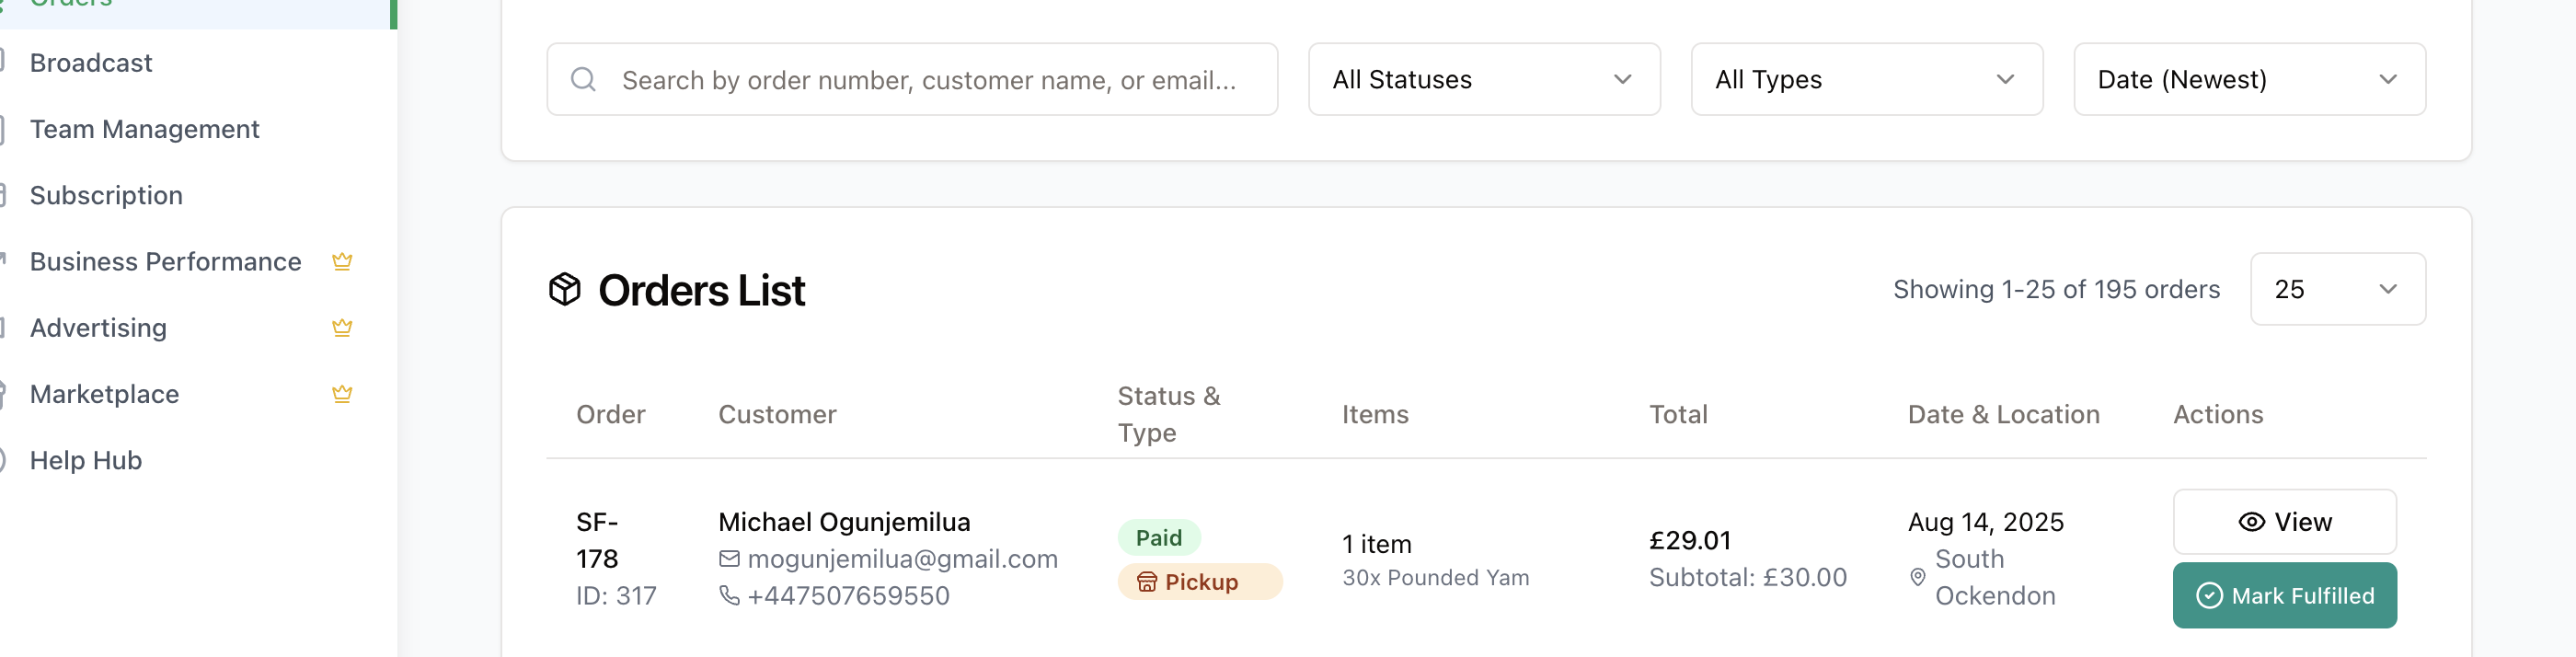 Orders
Broadcast
Team Management
Subscription
Business Performance
Advertising
Marketplace
Help Hub
Search by order number, customer name, or email...
All Statuses
All Types
Date (Newest)
Orders List
Showing 1-25 of 195 orders
25
Order
Customer
Status &
Type
Items
Total
Date & Location
Actions
SF-
178
ID: 317
Michael Ogunjemilua
mogunjemilua@gmail.com
+447507659550
Paid
Pickup
1 item
30x Pounded Yam
£29.01
Subtotal: £30.00
Aug 14, 2025
South
Ockendon
View
Mark Fulfilled